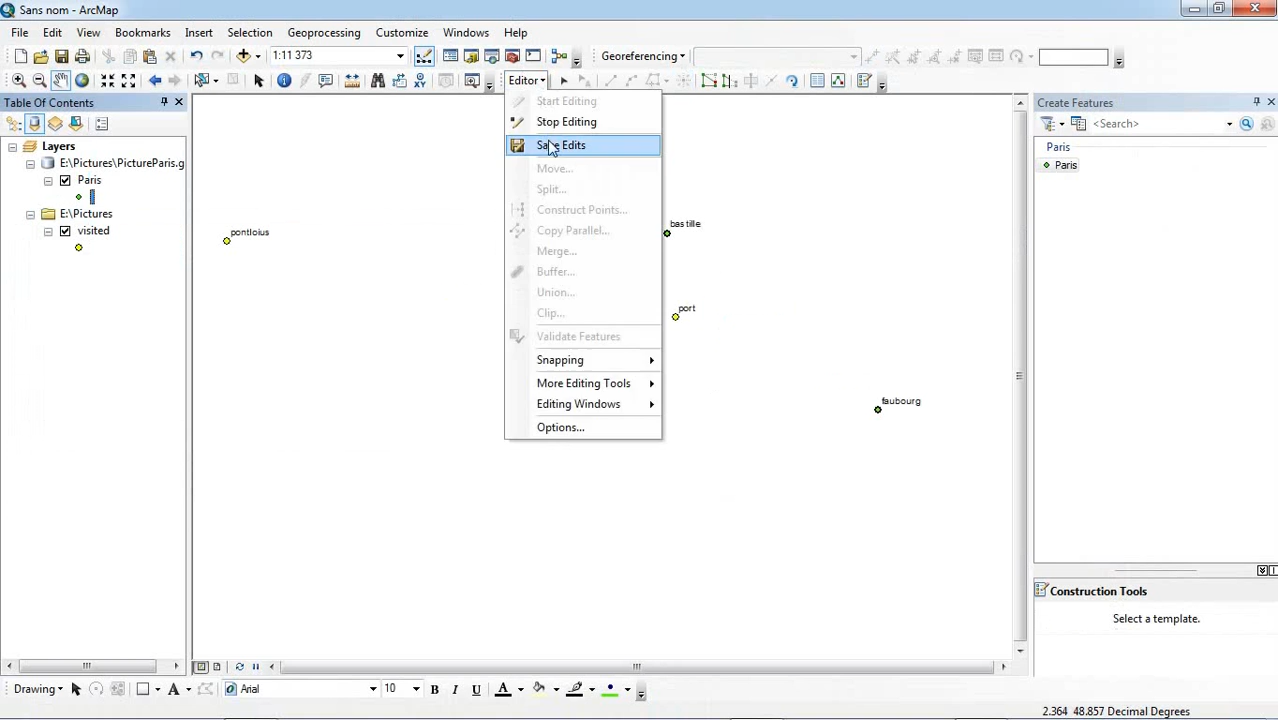 Sans nom - ArcMap
File Edit View Bookmarks Insert Selection Geoprocessing Customize Windows Help
1:11 373 Georeferencing
Editor
Table Of Contents
Layers
E:\Pictures\PictureParis.g
Paris
E:\Pictures
visited
Start Editing
Stop Editing
Save Edits
Move...
Split...
Construct Points...
Copy Parallel...
Merge...
Buffer...
Union...
Clip...
Validate Features
Snapping
More Editing Tools
Editing Windows
Options...
pontloius
bastille
port
faubourg
Create Features
<Search>
Paris
Paris
Construction Tools
Select a template.
Drawing Arial 10 B I U A
2.364 48.857 Decimal Degrees